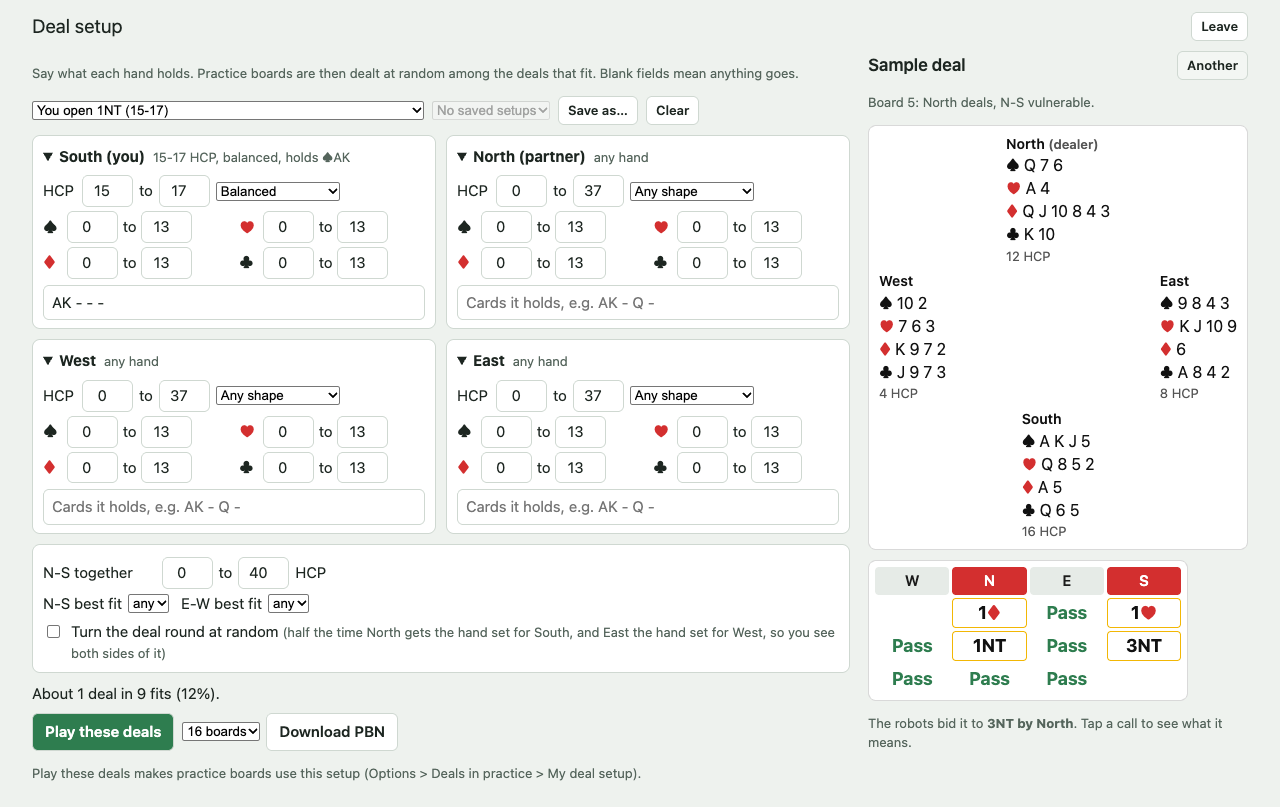 Deal setup
Leave
Say what each hand holds. Practice boards are then dealt at random among the deals that fit. Blank fields mean anything goes.
You open 1NT (15-17)
No saved setups
Save as...
Clear
▼ South (you) 15-17 HCP, balanced, holds ♠AK
HCP 15 to 17 Balanced
♠ 0 to 13 ♥ 0 to 13
♦ 0 to 13 ♣ 0 to 13
AK - - -
▼ North (partner) any hand
HCP 0 to 37 Any shape
♠ 0 to 13 ♥ 0 to 13
♦ 0 to 13 ♣ 0 to 13
Cards it holds, e.g. AK - Q -
▼ West any hand
HCP 0 to 37 Any shape
♠ 0 to 13 ♥ 0 to 13
♦ 0 to 13 ♣ 0 to 13
Cards it holds, e.g. AK - Q -
▼ East any hand
HCP 0 to 37 Any shape
♠ 0 to 13 ♥ 0 to 13
♦ 0 to 13 ♣ 0 to 13
Cards it holds, e.g. AK - Q -
N-S together 0 to 40 HCP
N-S best fit any E-W best fit any
Turn the deal round at random (half the time North gets the hand set for South, and East the hand set for West, so you see
both sides of it)
About 1 deal in 9 fits (12%).
Play these deals
16 boards
Download PBN
Play these deals makes practice boards use this setup (Options > Deals in practice > My deal setup).
Sample deal
Another
Board 5: North deals, N-S vulnerable.
North (dealer)
♠ Q 7 6
♥ A 4
♦ Q J 10 8 4 3
♣ K 10
12 HCP
West
♠ 10 2
♥ 7 6 3
♦ K 9 7 2
♣ J 9 7 3
4 HCP
East
♠ 9 8 4 3
♥ K J 10 9
♦ 6
♣ A 8 4 2
8 HCP
South
♠ A K J 5
♥ Q 8 5 2
♦ A 5
♣ Q 6 5
16 HCP
W N E S
1♦ Pass 1♥
Pass 1NT Pass 3NT
Pass Pass Pass
The robots bid it to 3NT by North. Tap a call to see what it
means.